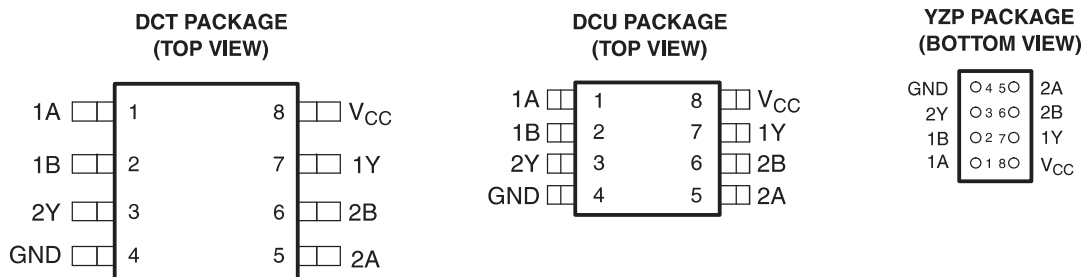 DCT PACKAGE
(TOP VIEW)
1A 1 8 VCC
1B 2 7 1Y
2Y 3 6 2B
GND 4 5 2A
DCU PACKAGE
(TOP VIEW)
1A 1 8 VCC
1B 2 7 1Y
2Y 3 6 2B
GND 4 5 2A
YZP PACKAGE
(BOTTOM VIEW)
GND 4 5 2A
2Y 3 6 2B
1B 2 7 1Y
1A 1 8 VCC